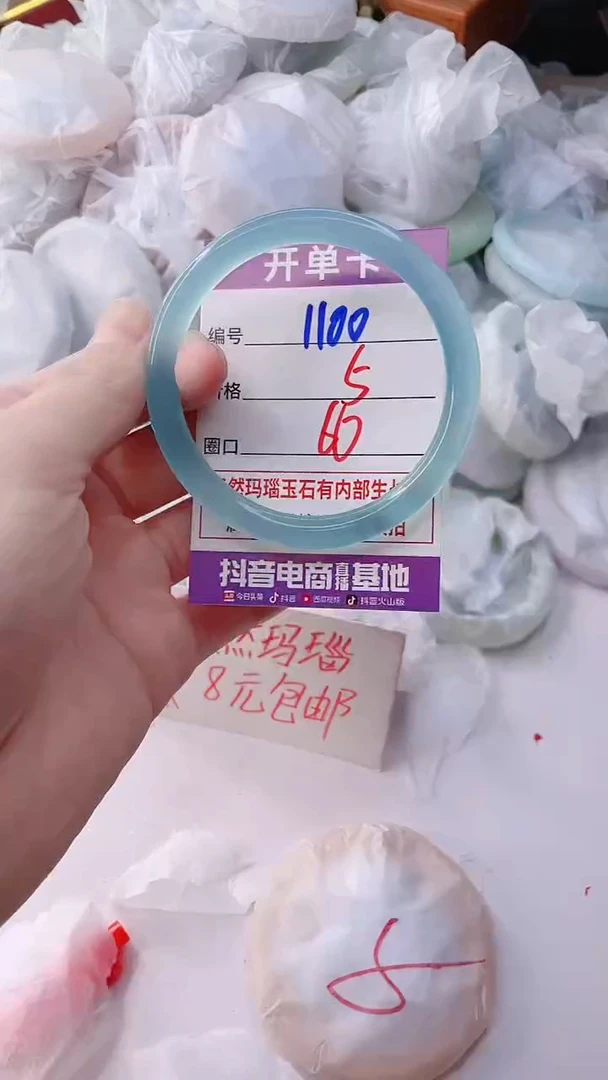 开单卡
编号 1100
格 5
圈口 60
然玛瑙玉石有内部生
抖音电商直播基地
今日头条 抖音 西瓜视频 抖音火山版
然玛瑙
8元包邮
5